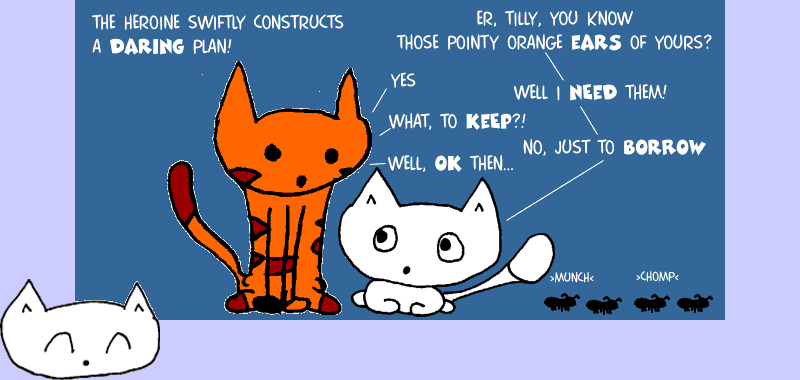 THE HEROINE SWIFTLY CONSTRUCTS
A DARING PLAN!
ER, TILLY, YOU KNOW
THOSE POINTY ORANGE EARS OF YOURS?
YES
WELL I NEED THEM!
WHAT, TO KEEP?!
NO, JUST TO BORROW
WELL, OK THEN...
>MUNCH<
>CHOMP<